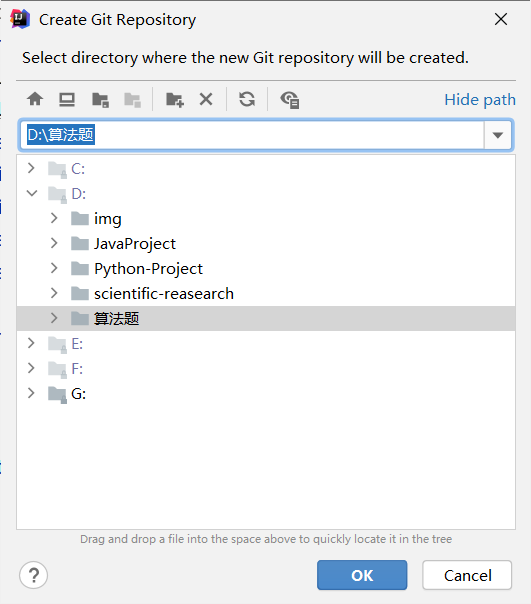 Create Git Repository
Select directory where the new Git repository will be created.
Hide path
D:\算法题
C:
D:
img
JavaProject
Python-Project
scientific-reasearch
算法题
E:
F:
G:
Drag and drop a file into the space above to quickly locate it in the tree
? OK Cancel